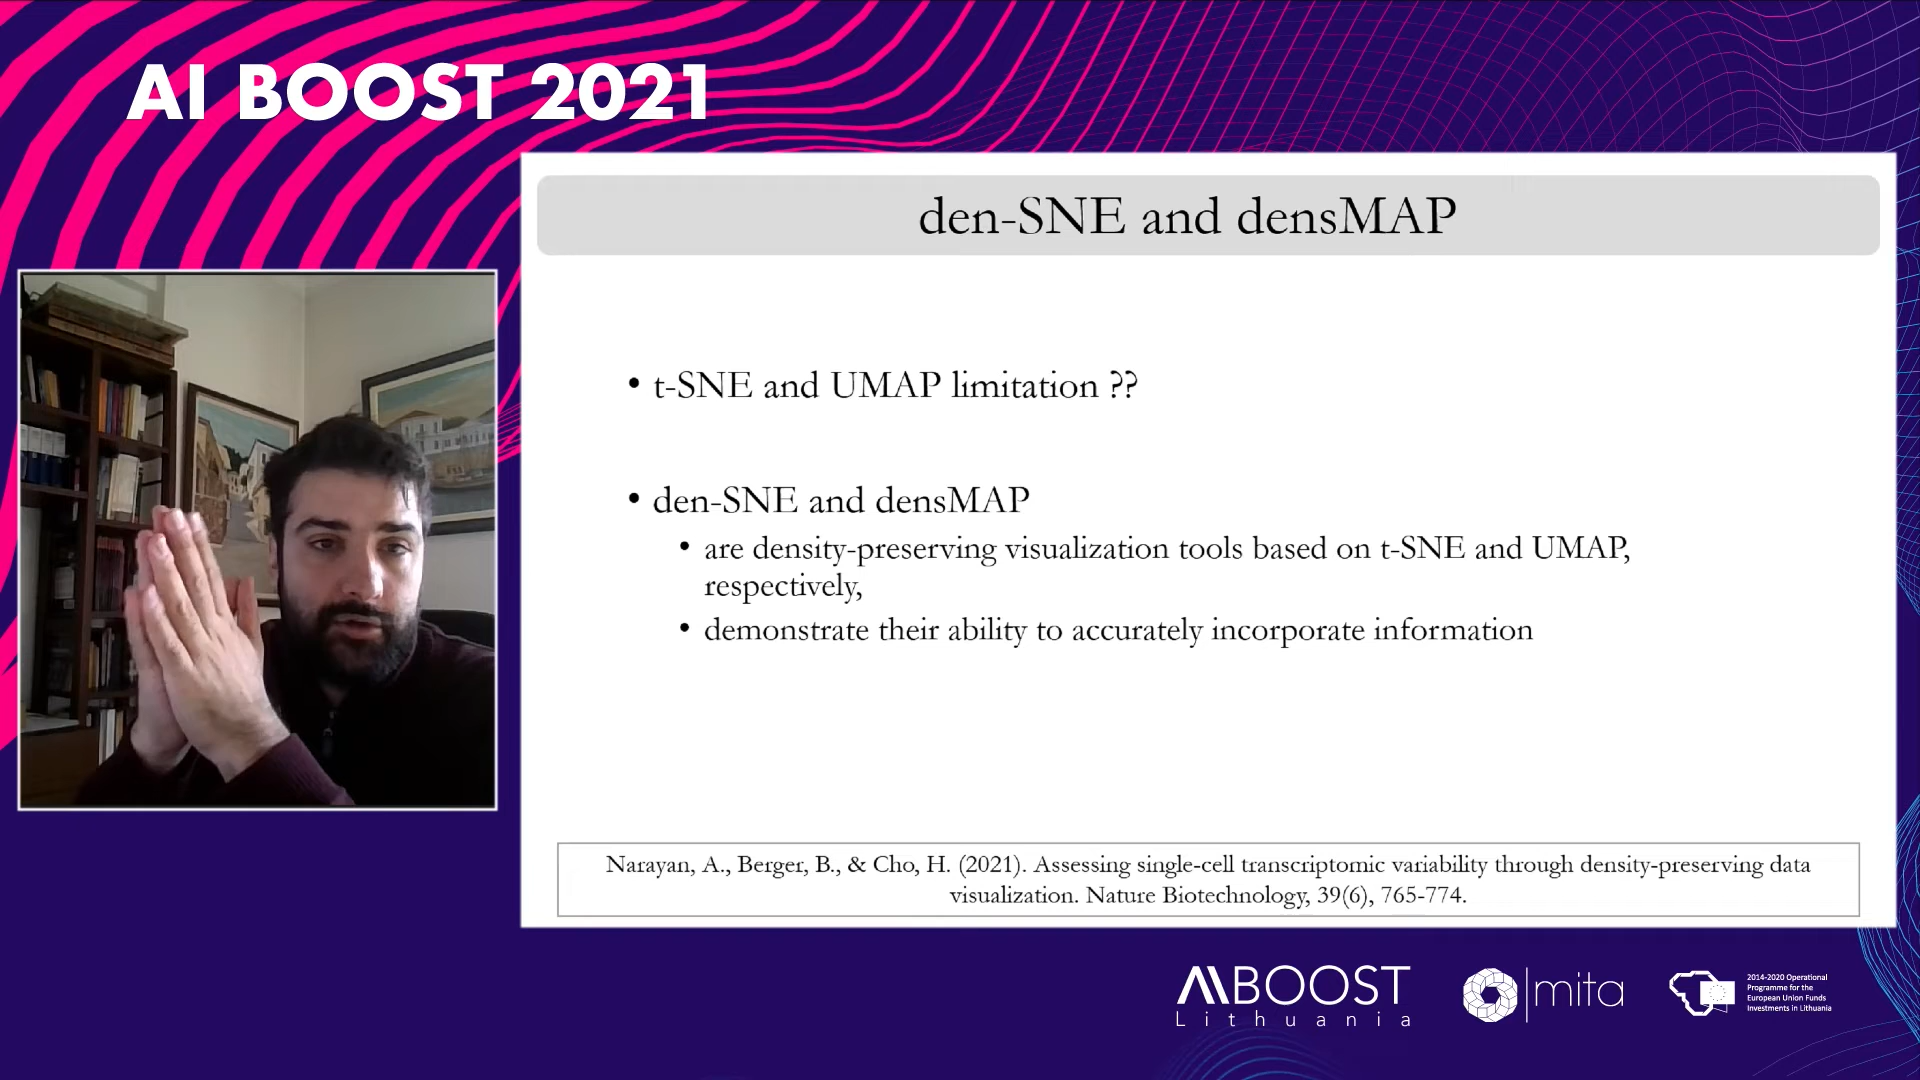 AI BOOST 2021
den-SNE and densMAP
• t-SNE and UMAP limitation ??
• den-SNE and densMAP
• are density-preserving visualization tools based on t-SNE and UMAP,
respectively,
• demonstrate their ability to accurately incorporate information
Narayan, A., Berger, B., & Cho, H. (2021). Assessing single-cell transcriptomic variability through density-preserving data
visualization. Nature Biotechnology, 39(6), 765-774.
AIBOOST
Lithuania
mita
2014-2020 Operational
Programme for the
European Union Funds
Investments in Lithuania